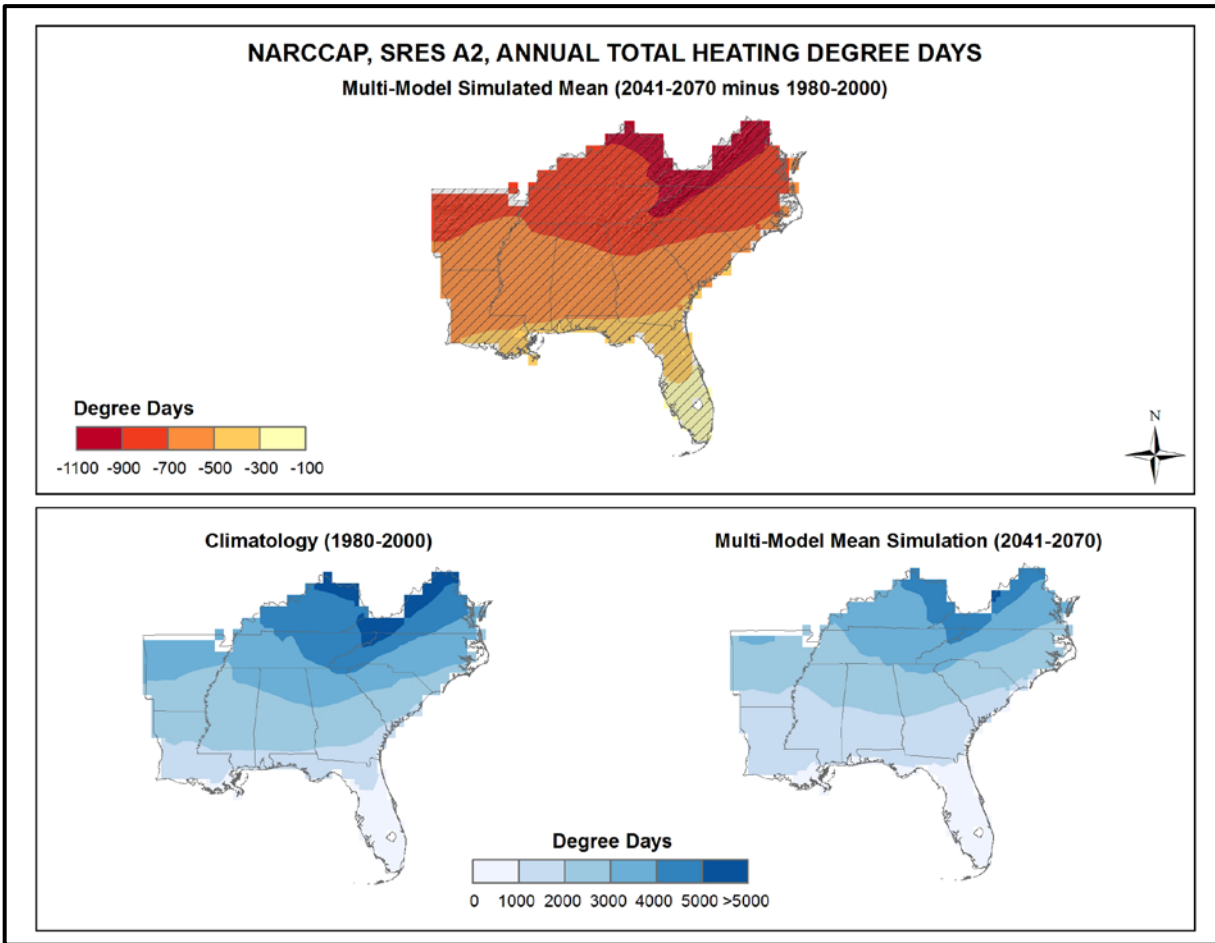 NARCCAP, SRES A2, ANNUAL TOTAL HEATING DEGREE DAYS
Multi-Model Simulated Mean (2041-2070 minus 1980-2000)
Degree Days
-1100 -900 -700 -500 -300 -100
N
Climatology (1980-2000)
Multi-Model Mean Simulation (2041-2070)
Degree Days
0 1000 2000 3000 4000 5000 >5000